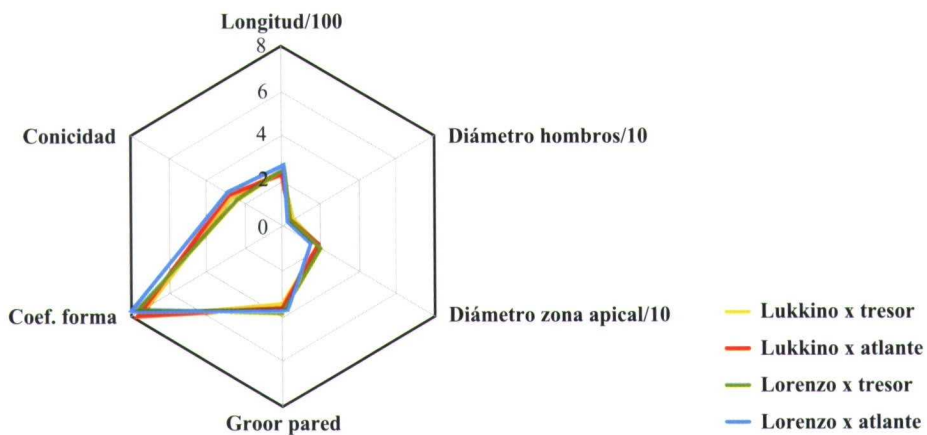 Longitud/100
8
6
4
2
0
Conicidad
Diámetro hombros/10
Coef. forma
Diámetro zona apical/10
Groor pared
Lukkino x tresor
Lukkino x atlante
Lorenzo x tresor
Lorenzo x atlante